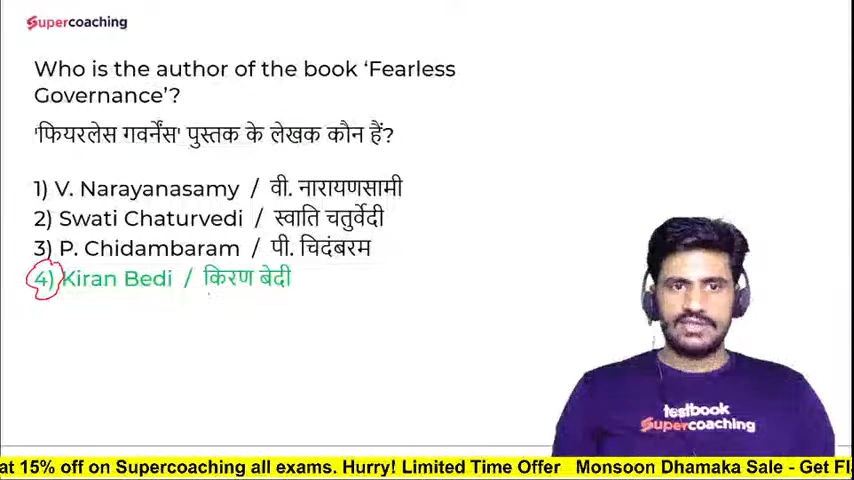 Supercoaching
Who is the author of the book ‘Fearless
Governance’?
'फियरलेस गवर्नेंस' पुस्तक के लेखक कौन हैं?
1) V. Narayanasamy / वी. नारायणसामी
2) Swati Chaturvedi / स्वाति चतुर्वेदी
3) P. Chidambaram / पी. चिदंबरम
4) Kiran Bedi / किरण बेदी
testbook
Supercoaching
at 15% off on Supercoaching all exams. Hurry! Limited Time Offer Monsoon Dhamaka Sale - Get Fl